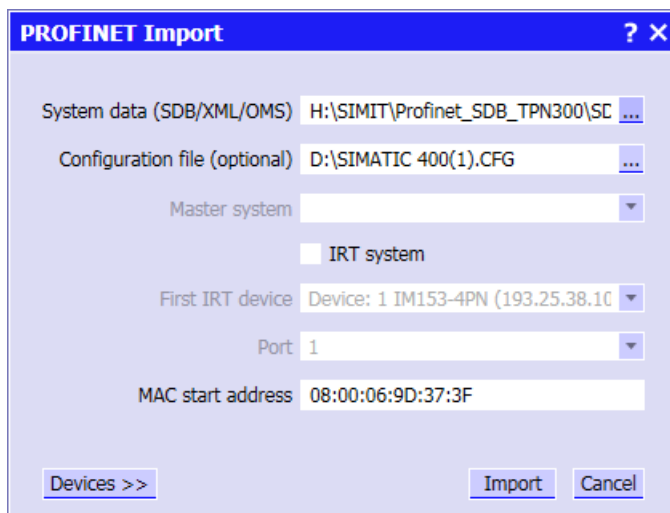 PROFINET Import ? ×
System data (SDB/XML/OMS) H:\SIMIT\Profinet_SDB_TPN300\SD ...
Configuration file (optional) D:\SIMATIC 400(1).CFG ...
Master system
IRT system
First IRT device Device: 1 IM153-4PN (193.25.38.10
Port 1
MAC start address 08:00:06:9D:37:3F
Devices >> Import Cancel